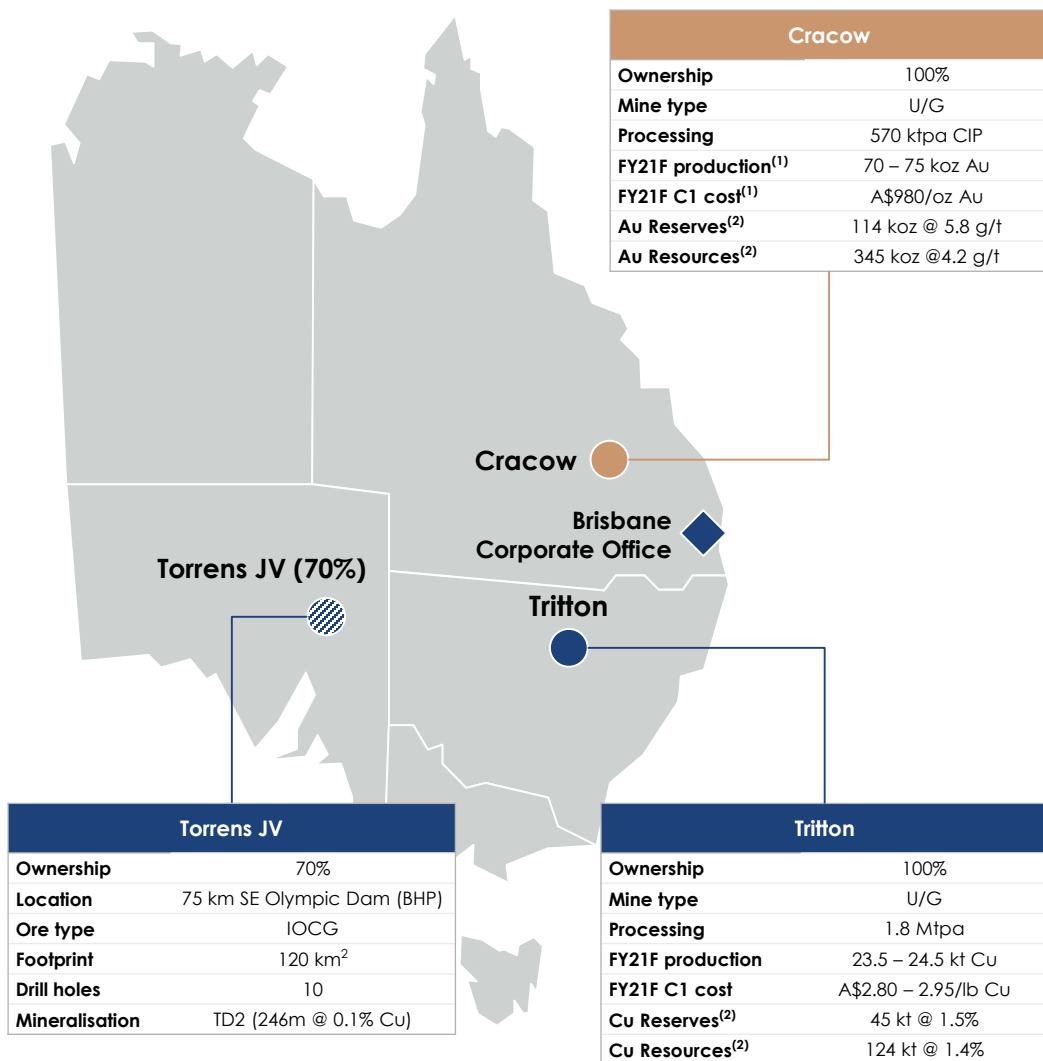 Cracow
Ownership 100%
Mine type U/G
Processing 570 ktpa CIP
FY21F production(1) 70 – 75 koz Au
FY21F C1 cost(1) A$980/oz Au
Au Reserves(2) 114 koz @ 5.8 g/t
Au Resources(2) 345 koz @4.2 g/t
Cracow
Brisbane
Corporate Office
Torrens JV (70%)
Tritton
Torrens JV
Ownership 70%
Location 75 km SE Olympic Dam (BHP)
Ore type IOCG
Footprint 120 km2
Drill holes 10
Mineralisation TD2 (246m @ 0.1% Cu)
Tritton
Ownership 100%
Mine type U/G
Processing 1.8 Mtpa
FY21F production 23.5 – 24.5 kt Cu
FY21F C1 cost A$2.80 – 2.95/lb Cu
Cu Reserves(2) 45 kt @ 1.5%
Cu Resources(2) 124 kt @ 1.4%